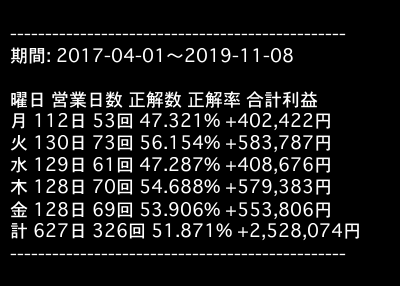 ------------------------------------------------
期間: 2017-04-01～2019-11-08
曜日 営業日数 正解数 正解率 合計利益
月 112日 53回 47.321% +402,422円
火 130日 73回 56.154% +583,787円
水 129日 61回 47.287% +408,676円
木 128日 70回 54.688% +579,383円
金 128日 69回 53.906% +553,806円
計 627日 326回 51.871% +2,528,074円
------------------------------------------------